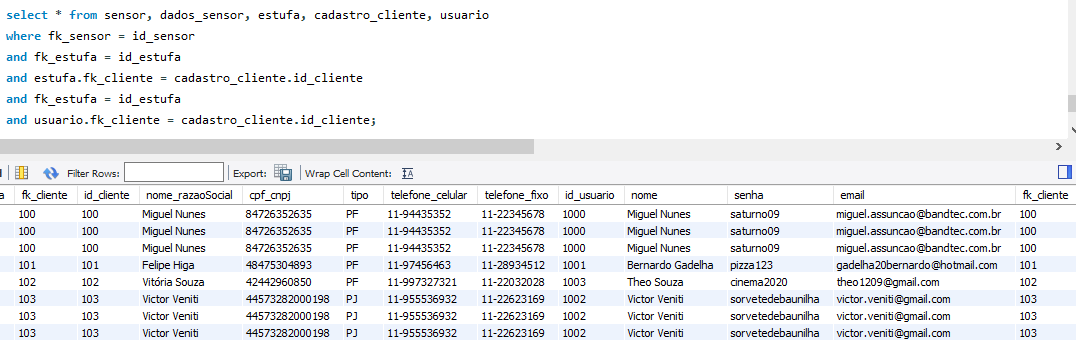 select * from sensor, dados_sensor, estufa, cadastro_cliente, usuario
where fk_sensor = id_sensor
and fk_estufa = id_estufa
and estufa.fk_cliente = cadastro_cliente.id_cliente
and fk_estufa = id_estufa
and usuario.fk_cliente = cadastro_cliente.id_cliente;
Filter Rows: Export: Wrap Cell Content:
a fk_cliente id_cliente nome_razaoSocial cpf_cnpj tipo telefone_celular telefone_fixo id_usuario nome senha email fk_cliente
100 100 Miguel Nunes 84726352635 PF 11-94435352 11-22345678 1000 Miguel Nunes saturno09 miguel.assuncao@bandtec.com.br 100
100 100 Miguel Nunes 84726352635 PF 11-94435352 11-22345678 1000 Miguel Nunes saturno09 miguel.assuncao@bandtec.com.br 100
100 100 Miguel Nunes 84726352635 PF 11-94435352 11-22345678 1000 Miguel Nunes saturno09 miguel.assuncao@bandtec.com.br 100
101 101 Felipe Higa 48475304893 PF 11-97456463 11-28934512 1001 Bernardo Gadelha pizza123 gadelha20bernardo@hotmail.com 101
102 102 Vitória Souza 42442960850 PF 11-997327321 11-22032028 1003 Theo Souza cinema2020 theo1209@gmail.com 102
103 103 Victor Veniti 44573282000198 PJ 11-955536932 11-22623169 1002 Victor Veniti sorvetedebaunilha victor.veniti@gmail.com 103
103 103 Victor Veniti 44573282000198 PJ 11-955536932 11-22623169 1002 Victor Veniti sorvetedebaunilha victor.veniti@gmail.com 103
103 103 Victor Veniti 44573282000198 PJ 11-955536932 11-22623169 1002 Victor Veniti sorvetedebaunilha victor.veniti@gmail.com 103